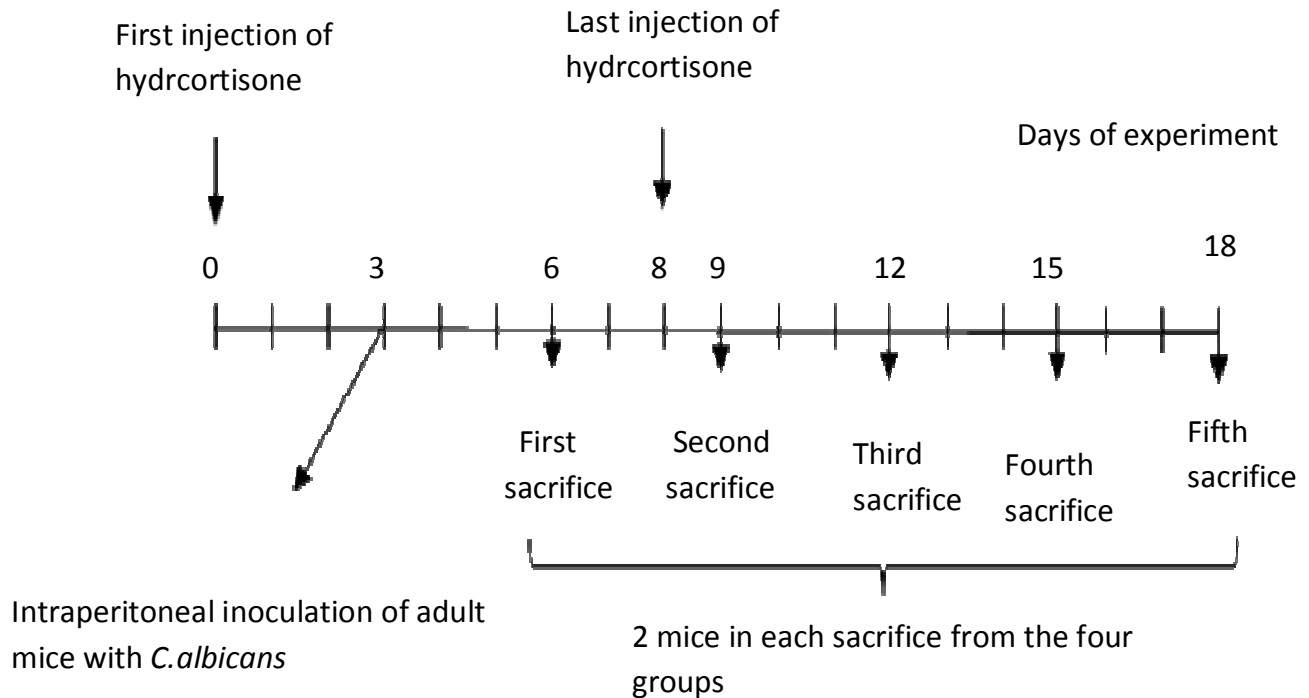 First injection of
hydrcortisone
Last injection of
hydrcortisone
Days of experiment
0 3 6 8 9 12 15 18
First
sacrifice
Second
sacrifice
Third
sacrifice
Fourth
sacrifice
Fifth
sacrifice
Intraperitoneal inoculation of adult
mice with C.albicans
2 mice in each sacrifice from the four
groups